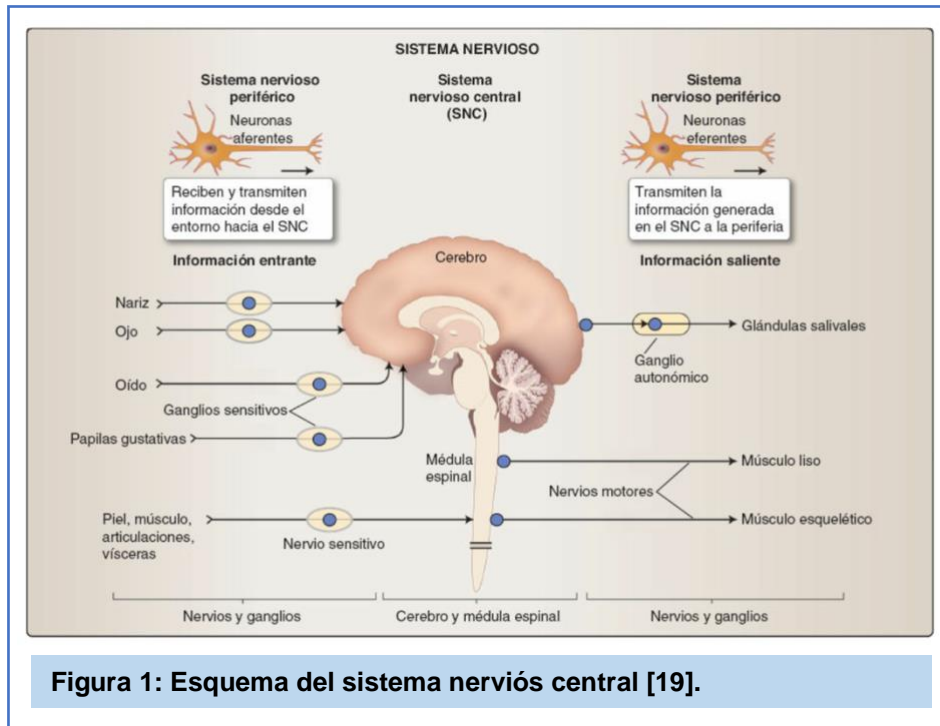 SISTEMA NERVIOSO
Sistema nervioso
periférico
Neuronas
aferentes
Reciben y transmiten
información desde el
entorno hacia el SNC
Información entrante
Sistema
nervioso central
(SNC)
Sistema
nervioso periférico
Neuronas
eferentes
Transmiten la
información generada
en el SNC a la periferia
Información saliente
Cerebro
Nariz
Ojo
Oído
Ganglios sensitivos
Papilas gustativas
Piel, músculo,
articulaciones,
vísceras
Nervio sensitivo
Médula
espinal
Glándulas salivales
Ganglio
autonómico
Músculo liso
Nervios motores
Músculo esquelético
Nervios y ganglios
Cerebro y médula espinal
Nervios y ganglios
Figura 1: Esquema del sistema nerviós central [19].